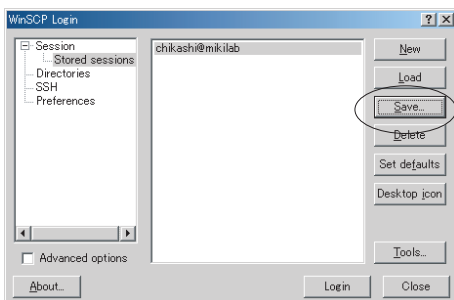 WinSCP Login
Session
Stored sessions
Directories
SSH
Preferences
Advanced options
chikashi@mikilab
New
Load
Save...
Delete
Set defaults
Desktop icon
Tools...
About...
Login
Close